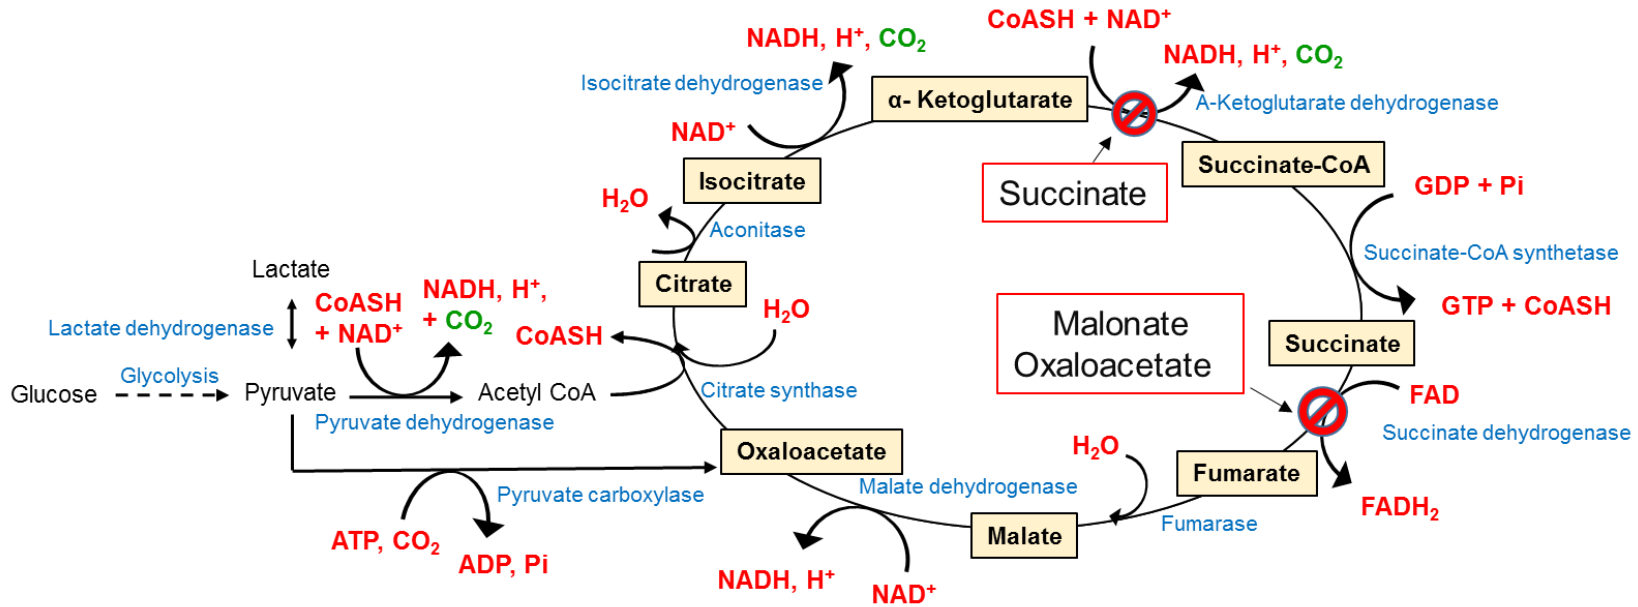 CoASH + NAD⁺
NADH, H⁺, CO₂
NADH, H⁺, CO₂
Isocitrate dehydrogenase
α- Ketoglutarate
A-Ketoglutarate dehydrogenase
NAD⁺
Isocitrate
Succinate
Succinate-CoA
GDP + Pi
H₂O
Aconitase
Succinate-CoA synthetase
Lactate
Citrate
CoASH
+ NAD⁺
NADH, H⁺,
+ CO₂
H₂O
GTP + CoASH
Lactate dehydrogenase
CoASH
Malonate
Oxaloacetate
Succinate
Glucose
Glycolysis
Pyruvate
Acetyl CoA
Citrate synthase
FAD
Pyruvate dehydrogenase
Succinate dehydrogenase
Oxaloacetate
H₂O
Fumarate
Pyruvate carboxylase
Malate dehydrogenase
FADH₂
Malate
Fumarase
ATP, CO₂
ADP, Pi
NADH, H⁺
NAD⁺